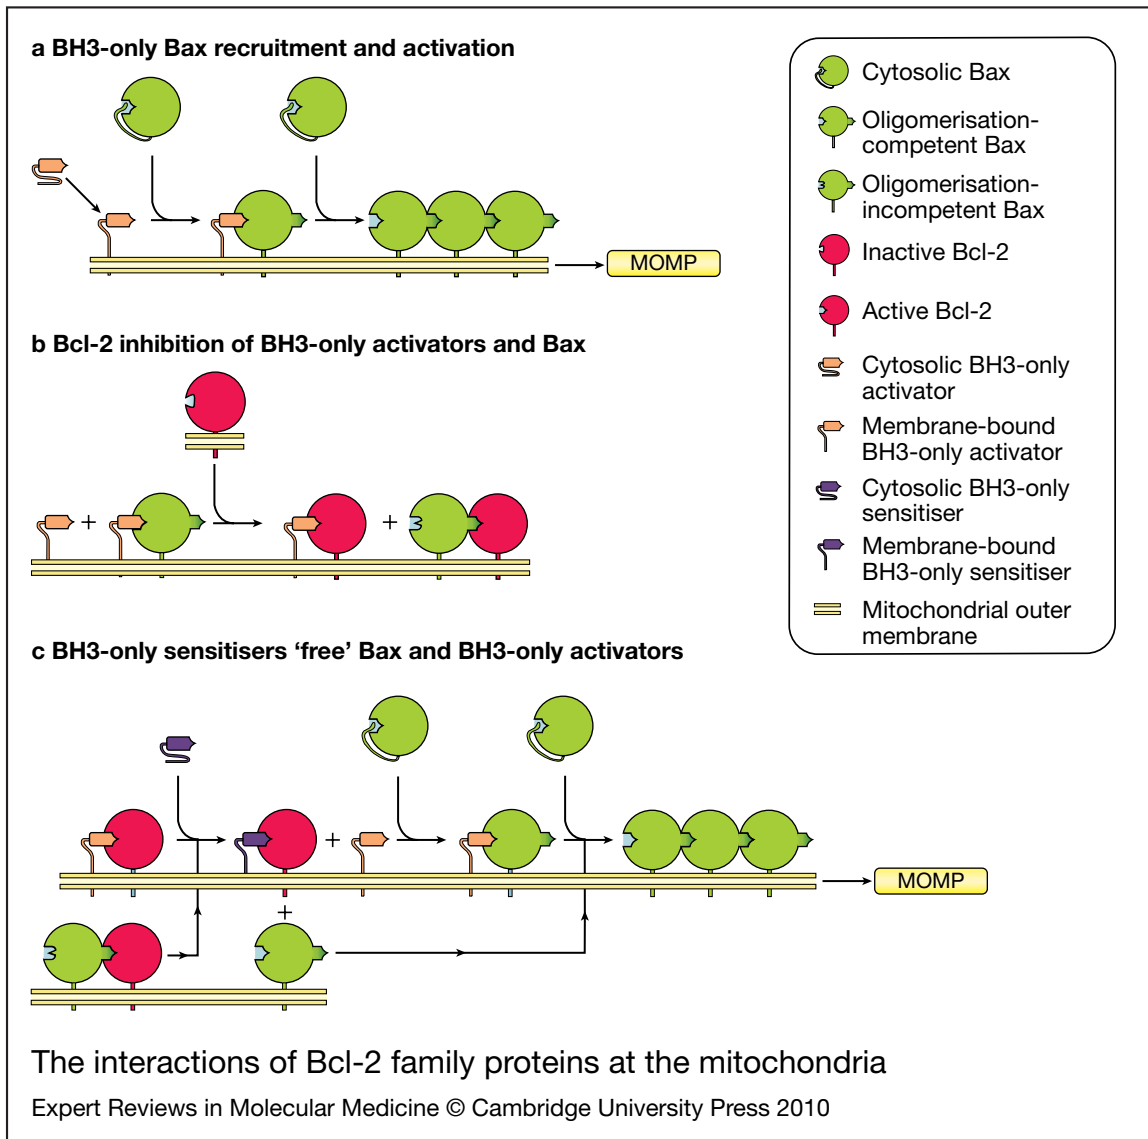 a BH3-only Bax recruitment and activation
MOMP
b Bcl-2 inhibition of BH3-only activators and Bax
+
+
c BH3-only sensitisers ‘free’ Bax and BH3-only activators
+
+
MOMP
Cytosolic Bax
Oligomerisation-
competent Bax
Oligomerisation-
incompetent Bax
Inactive Bcl-2
Active Bcl-2
Cytosolic BH3-only
activator
Membrane-bound
BH3-only activator
Cytosolic BH3-only
sensitiser
Membrane-bound
BH3-only sensitiser
Mitochondrial outer
membrane
The interactions of Bcl-2 family proteins at the mitochondria
Expert Reviews in Molecular Medicine © Cambridge University Press 2010